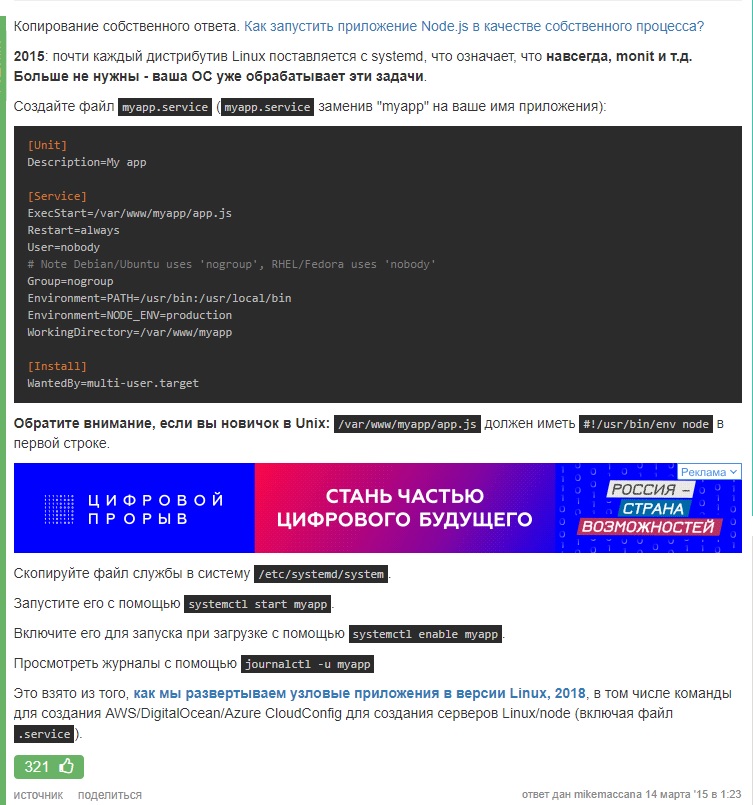 Копирование собственного ответа. Как запустить приложение Node.js в качестве собственного процесса?
2015: почти каждый дистрибутив Linux поставляется с systemd, что означает, что навсегда, monit и т.д.
Больше не нужны - ваша ОС уже обрабатывает эти задачи.
Создайте файл myapp.service (myapp.service заменив "myapp" на ваше имя приложения):
[Unit]
Description=My app
[Service]
ExecStart=/var/www/myapp/app.js
Restart=always
User=nobody
# Note Debian/Ubuntu uses 'nogroup', RHEL/Fedora uses 'nobody'
Group=nogroup
Environment=PATH=/usr/bin:/usr/local/bin
Environment=NODE_ENV=production
WorkingDirectory=/var/www/myapp
[Install]
WantedBy=multi-user.target
Обратите внимание, если вы новичок в Unix: /var/www/myapp/app.js должен иметь #!/usr/bin/env node в
первой строке.
Реклама
ЦИФРОВОЙ
ПРОРЫВ
СТАНЬ ЧАСТЬЮ
ЦИФРОВОГО БУДУЩЕГО
РОССИЯ –
СТРАНА
ВОЗМОЖНОСТЕЙ
Скопируйте файл службы в систему /etc/systemd/system.
Запустите его с помощью systemctl start myapp.
Включите его для запуска при загрузке с помощью systemctl enable myapp.
Просмотреть журналы с помощью journalctl -u myapp
Это взято из того, как мы развертываем узловые приложения в версии Linux, 2018, в том числе команды
для создания AWS/DigitalOcean/Azure CloudConfig для создания серверов Linux/node (включая файл
.service).
321
источник поделиться
ответ дан mikemaccana 14 марта '15 в 1:23